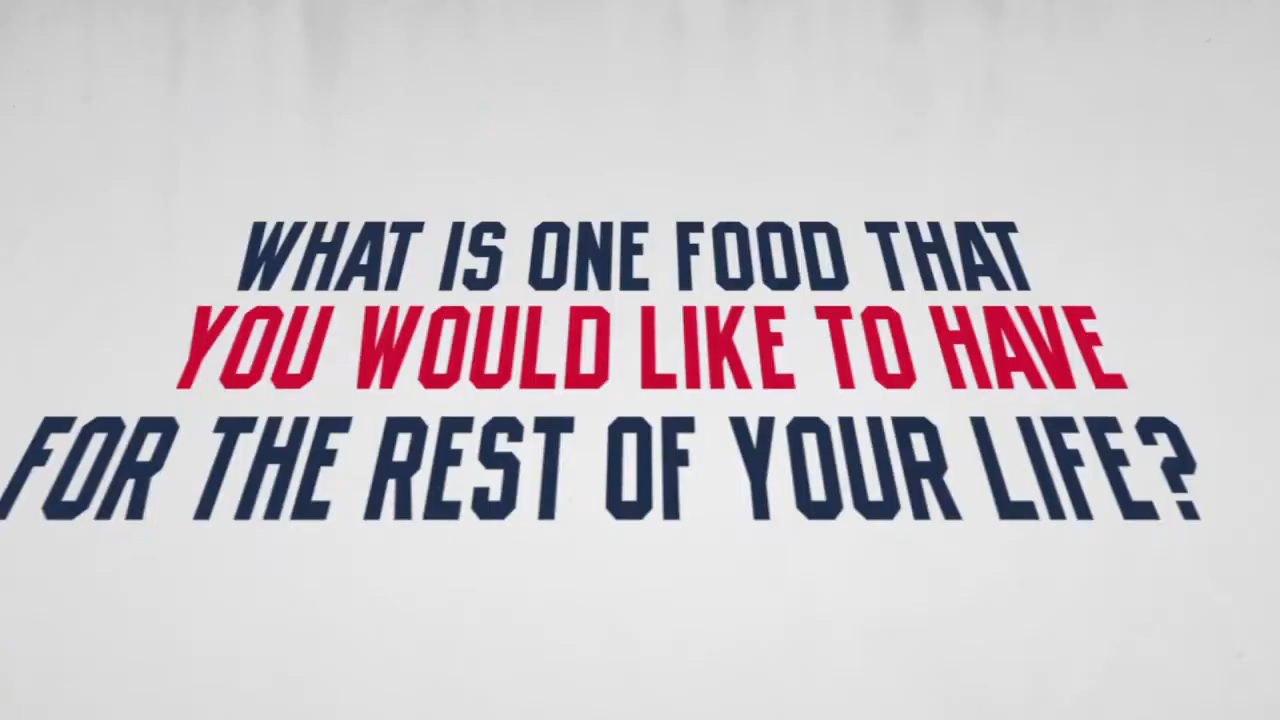 WHAT IS ONE FOOD THAT
YOU WOULD LIKE TO HAVE
FOR THE REST OF YOUR LIFE?